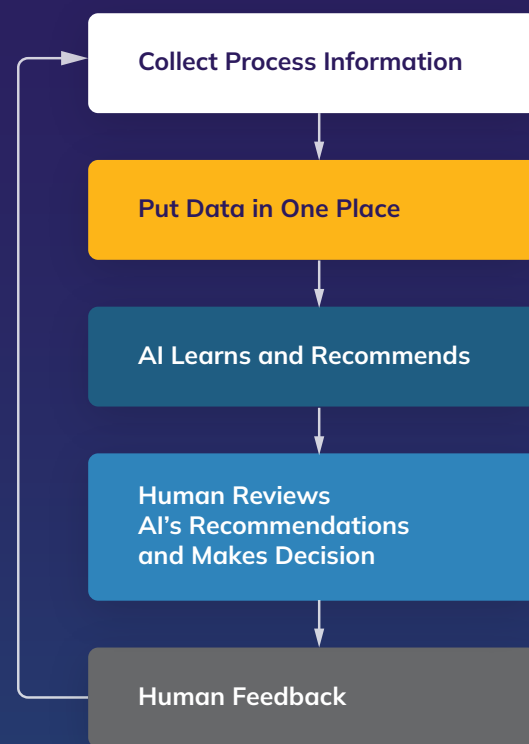 Collect Process Information
Put Data in One Place
AI Learns and Recommends
Human Reviews
AI’s Recommendations
and Makes Decision
Human Feedback